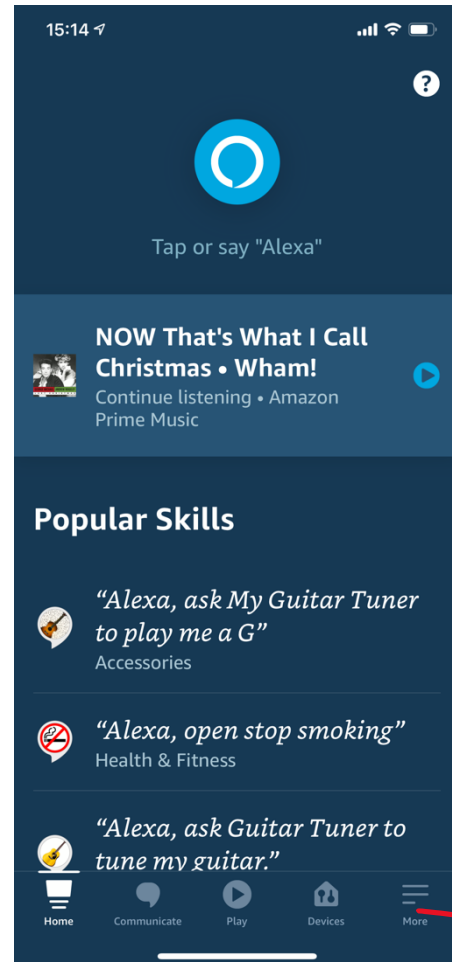 15:14
?
Tap or say "Alexa"
NOW That's What I Call
Christmas • Wham!
Continue listening • Amazon
Prime Music
Popular Skills
“Alexa, ask My Guitar Tuner
to play me a G”
Accessories
“Alexa, open stop smoking”
Health & Fitness
“Alexa, ask Guitar Tuner to
tune my guitar.”
Home Communicate Play Devices More